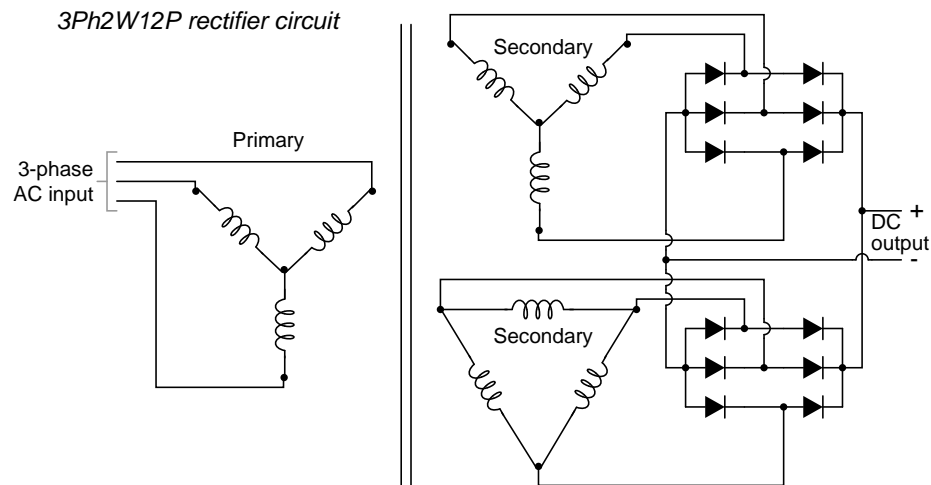 3Ph2W12P rectifier circuit
Secondary
Primary
3-phase
AC input
+
DC
output
-
Secondary